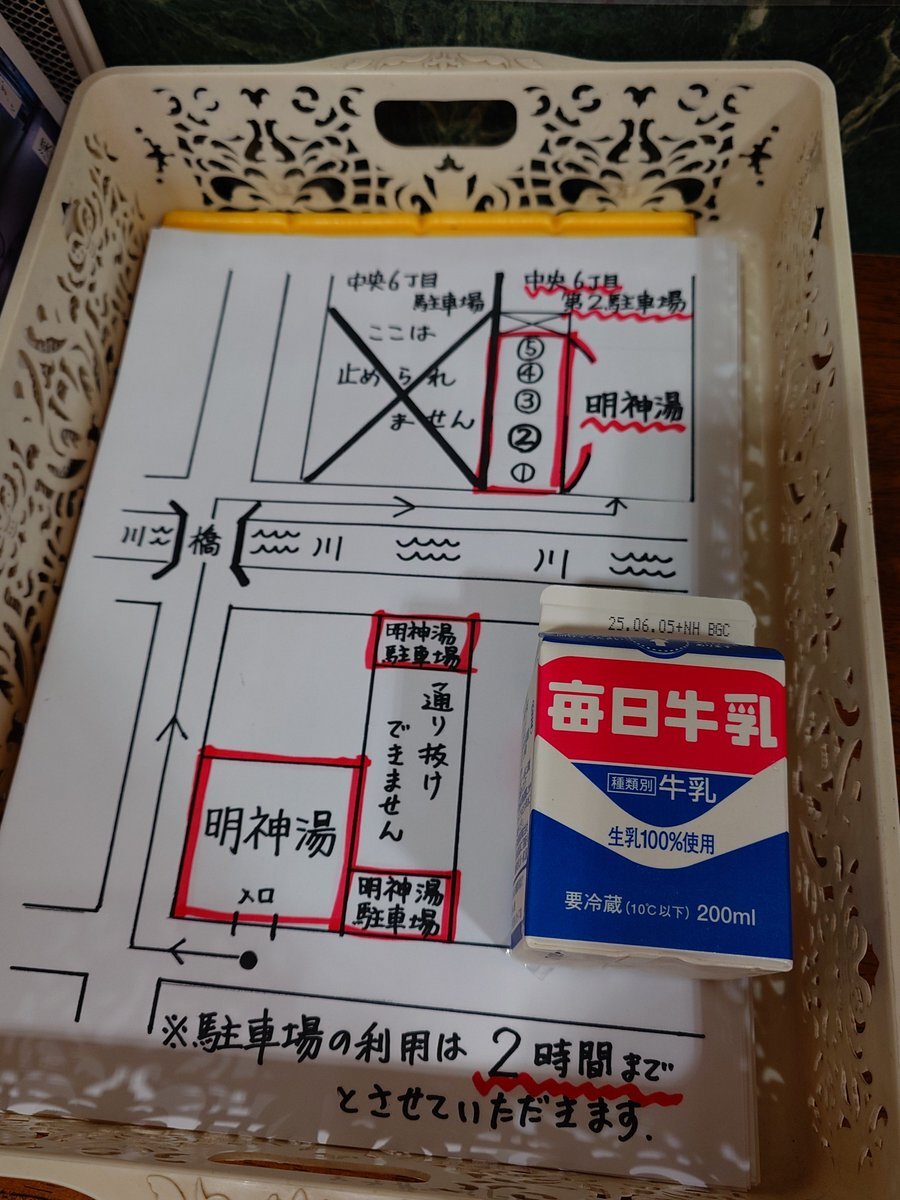 中央6丁目
駐車場
ここは
止められ
ません
中央6丁目
第2駐車場
⑤
④
③
②
①
明神湯
川
橋
川
川
明神湯
駐車場
通り抜け
できません
明神湯
入口
明神湯
駐車場
※駐車場の利用は2時間まで
とさせていただきます.
25.06.05+NH BGC
毎日牛乳
種類別 牛乳
生乳100%使用
要冷蔵(10℃以下) 200ml